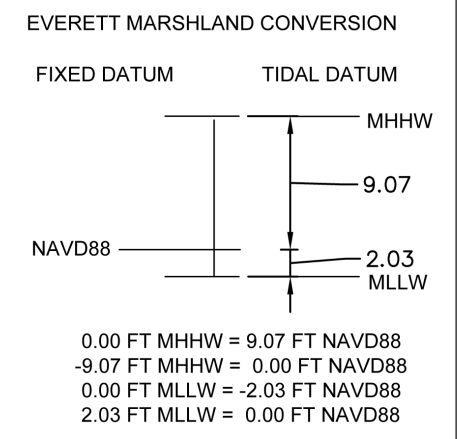 EVERETT MARSHLAND CONVERSION
FIXED DATUM TIDAL DATUM
MHHW
9.07
NAVD88
2.03
MLLW
0.00 FT MHHW = 9.07 FT NAVD88
-9.07 FT MHHW = 0.00 FT NAVD88
0.00 FT MLLW = -2.03 FT NAVD88
2.03 FT MLLW = 0.00 FT NAVD88